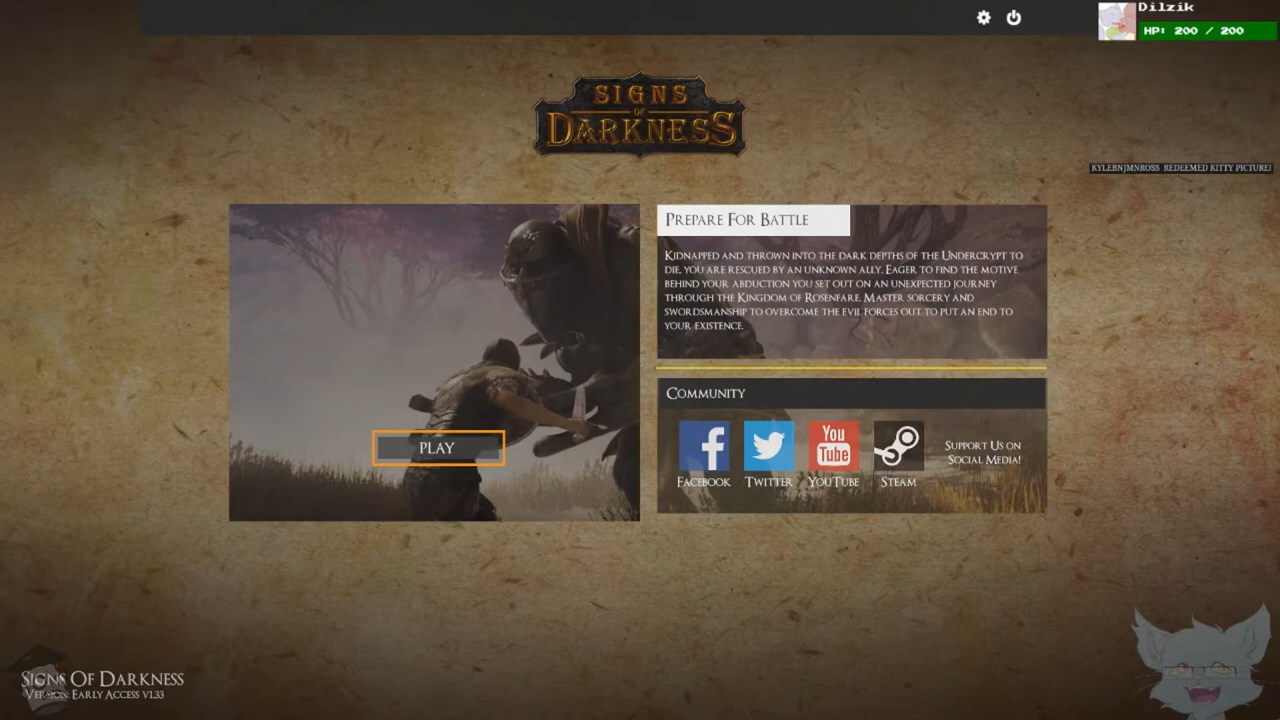 Dilzik
HP: 200 / 200
SIGNS
OF
DARKNESS
KYLEBNJMNROSS REDEEMED KITTY PICTURE!
PREPARE FOR BATTLE
KIDNAPPED AND THROWN INTO THE DARK DEPTHS OF THE UNDERCRYPT TO
DIE, YOU ARE RESCUED BY AN UNKNOWN ALLY. EAGER TO FIND THE MOTIVE
BEHIND YOUR ABDUCTION YOU SET OUT ON AN UNEXPECTED JOURNEY
THROUGH THE KINGDOM OF ROSENFARE. MASTER SORCERY AND
SWORDSMANSHIP TO OVERCOME THE EVIL FORCES OUT TO PUT AN END TO
YOUR EXISTENCE.
PLAY
COMMUNITY
You
Tube
SUPPORT US ON
SOCIAL MEDIA!
FACEBOOK TWITTER YOUTUBE STEAM
SIGNS OF DARKNESS
VERSION: EARLY ACCESS V1.33